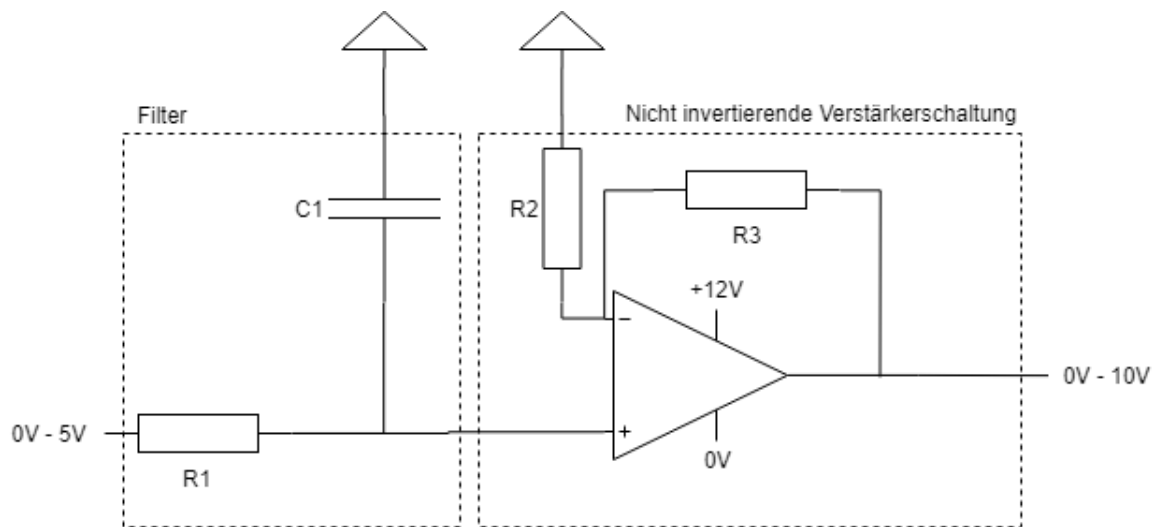 Filter
Nicht invertierende Verstärkerschaltung
C1
R2
R3
+12V
−
0V - 10V
0V - 5V
+
0V
R1